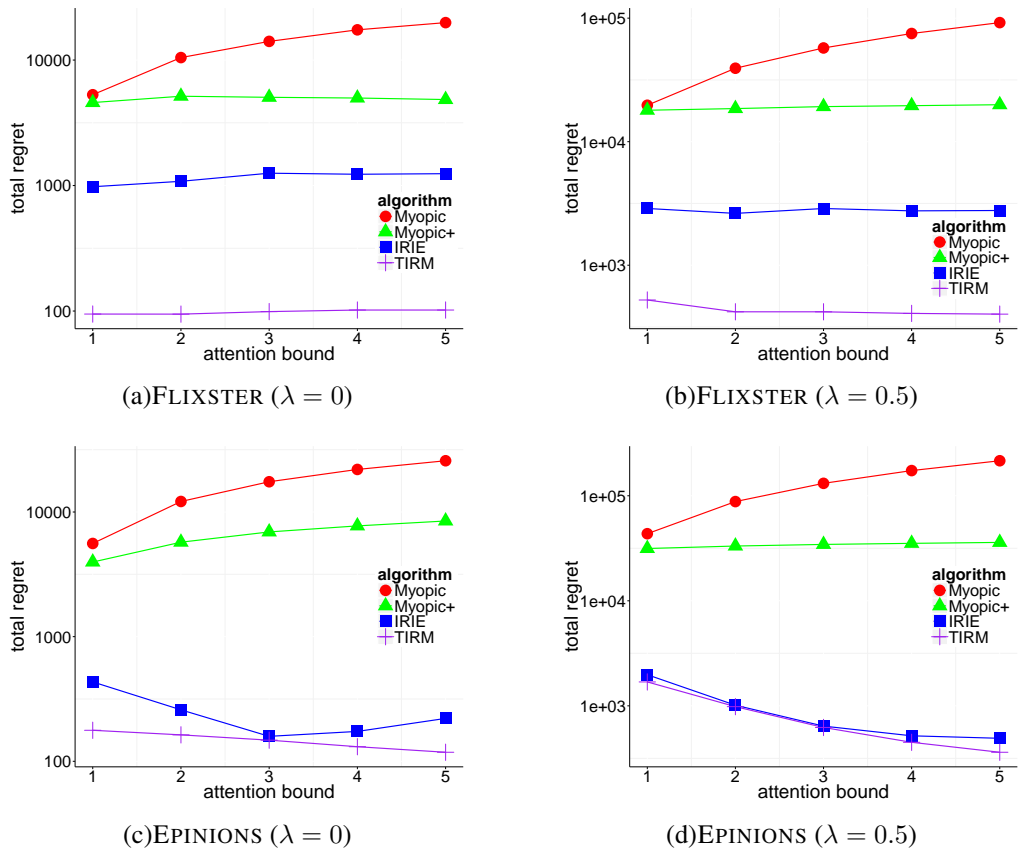 total regret
10000
1000
100
algorithm
Myopic
Myopic+
IRIE
TIRM
1 2 3 4 5
attention bound
(a)FLIXSTER (λ = 0)
total regret
1e+05
1e+04
1e+03
algorithm
Myopic
Myopic+
IRIE
TIRM
1 2 3 4 5
attention bound
(b)FLIXSTER (λ = 0.5)
total regret
10000
1000
100
algorithm
Myopic
Myopic+
IRIE
TIRM
1 2 3 4 5
attention bound
(c)EPINIONS (λ = 0)
total regret
1e+05
1e+04
1e+03
algorithm
Myopic
Myopic+
IRIE
TIRM
1 2 3 4 5
attention bound
(d)EPINIONS (λ = 0.5)